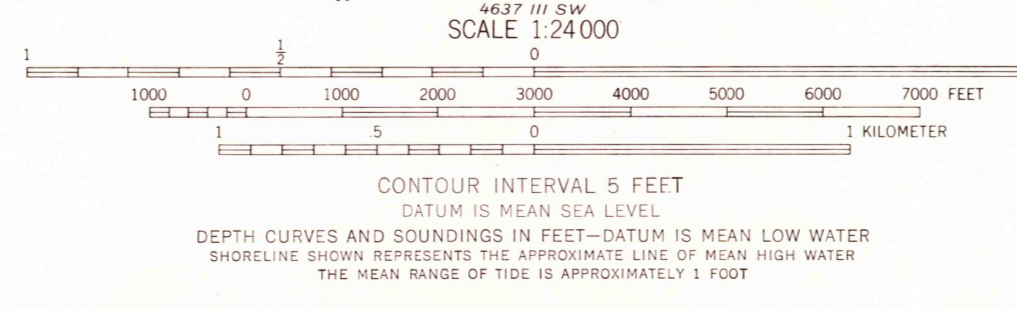 4637 III SW
SCALE 1:24 000
1 ½ 0
1000 0 1000 2000 3000 4000 5000 6000 7000 FEET
1 .5 0 1 KILOMETER
CONTOUR INTERVAL 5 FEET
DATUM IS MEAN SEA LEVEL
DEPTH CURVES AND SOUNDINGS IN FEET—DATUM IS MEAN LOW WATER
SHORELINE SHOWN REPRESENTS THE APPROXIMATE LINE OF MEAN HIGH WATER
THE MEAN RANGE OF TIDE IS APPROXIMATELY 1 FOOT